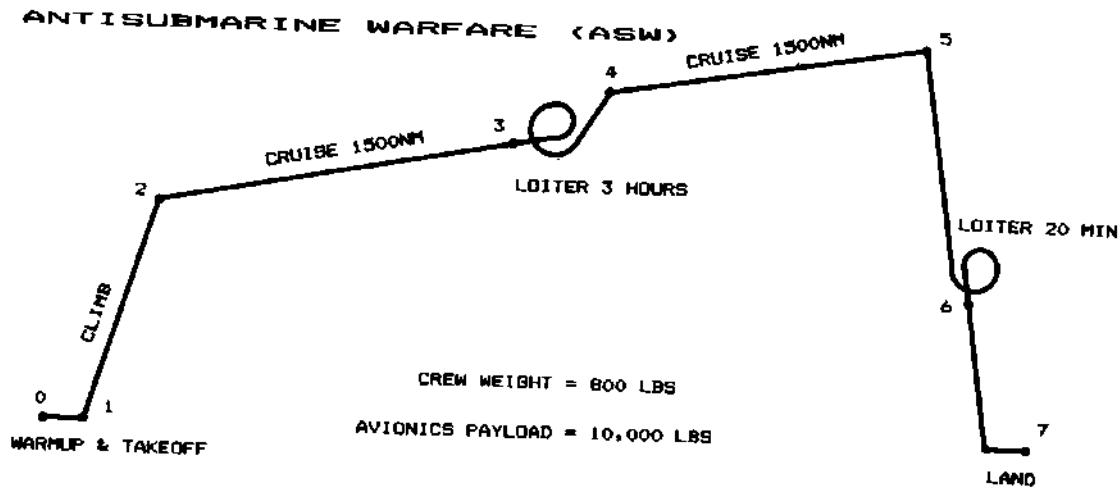 ANTISUBMARINE WARFARE (ASW)
CRUISE 1500NM
5
4
3
CRUISE 1500NM
LOITER 3 HOURS
2
LOITER 20 MIN
CLIMB
6
CREW WEIGHT = 800 LBS
0
1
AVIONICS PAYLOAD = 10,000 LBS
7
WARMUP & TAKEOFF
LAND